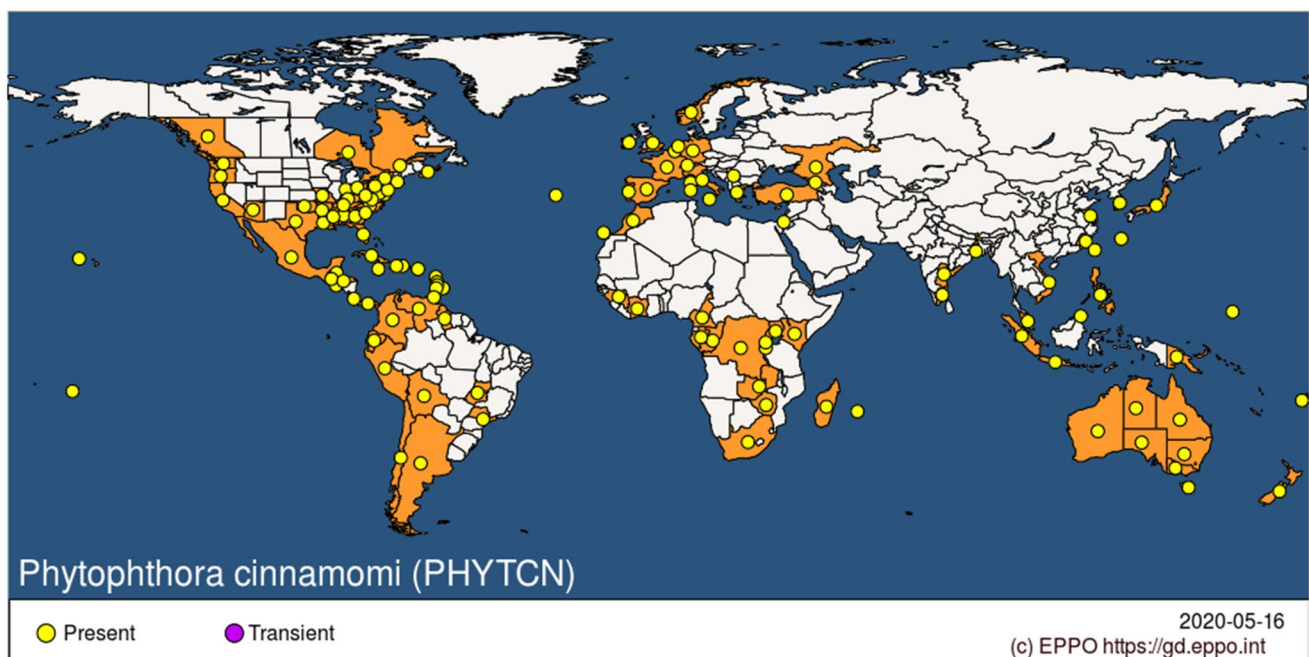 Phytophthora cinnamomi (PHYTCN)
Present
Transient
2020-05-16
(c) EPPO https://gd.eppo.int